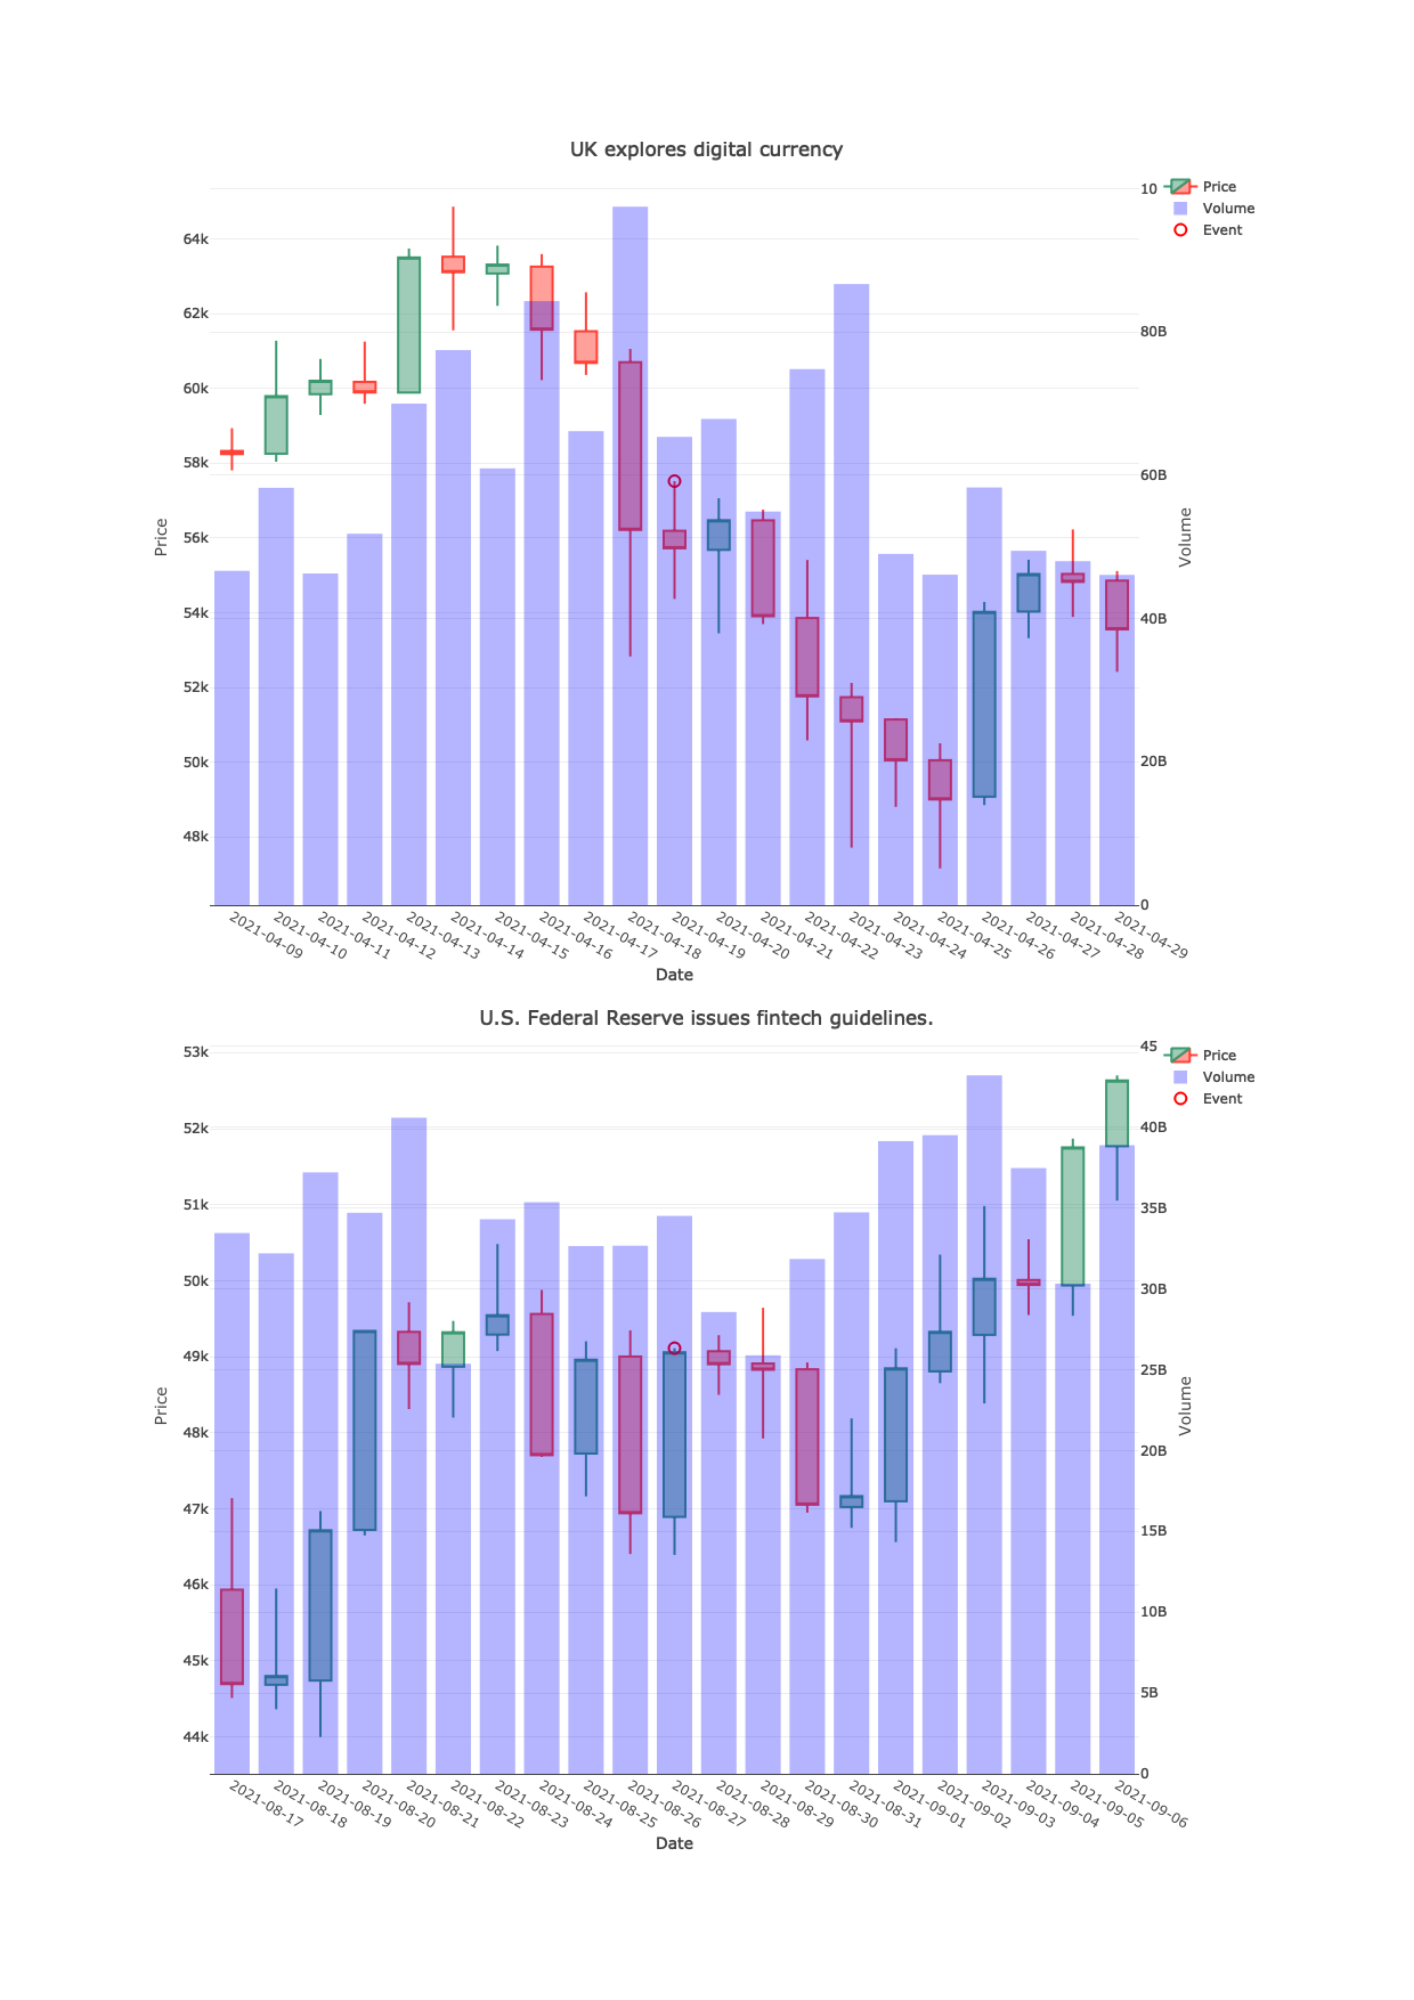 UK explores digital currency
10
Price
Volume
Event
64k
62k
80B
60k
58k
60B
56k
54k
40B
52k
50k
20B
48k
0
Price
Volume
2021-04-09
2021-04-10
2021-04-11
2021-04-12
2021-04-13
2021-04-14
2021-04-15
2021-04-16
2021-04-17
2021-04-18
2021-04-19
2021-04-20
2021-04-21
2021-04-22
2021-04-23
2021-04-24
2021-04-25
2021-04-26
2021-04-27
2021-04-28
2021-04-29
Date
U.S. Federal Reserve issues fintech guidelines.
53k
45
Price
Volume
Event
52k
40B
51k
35B
50k
30B
49k
25B
48k
20B
47k
15B
46k
10B
45k
5B
44k
0
Price
Volume
2021-08-17
2021-08-18
2021-08-19
2021-08-20
2021-08-21
2021-08-22
2021-08-23
2021-08-24
2021-08-25
2021-08-26
2021-08-27
2021-08-28
2021-08-29
2021-08-30
2021-08-31
2021-09-01
2021-09-02
2021-09-03
2021-09-04
2021-09-05
2021-09-06
Date